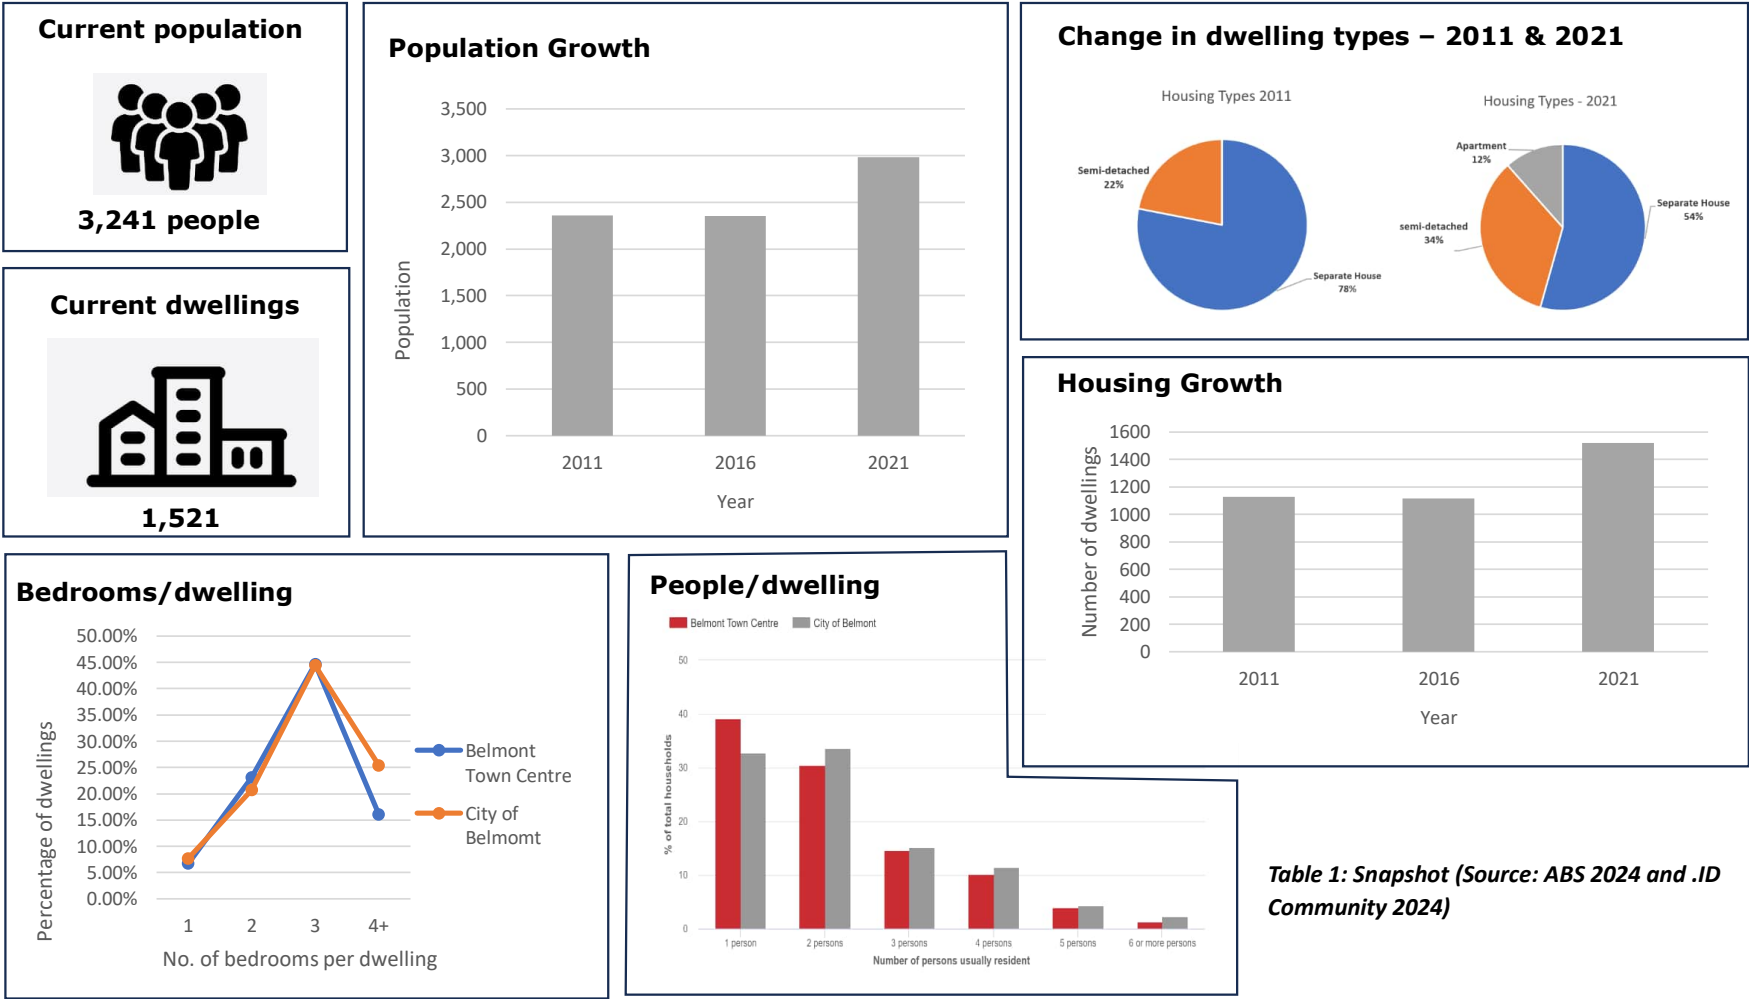 Current population
3,241 people
Current dwellings
1,521
Population Growth
3,500
3,000
2,500
2,000
1,500
1,000
500
0
Population
2011
2016
2021
Year
Change in dwelling types – 2011 & 2021
Housing Types 2011
Semi-detached
22%
Separate House
78%
Housing Types - 2021
Apartment
12%
semi-detached
34%
Separate House
54%
Housing Growth
1600
1400
1200
1000
800
600
400
200
0
Number of dwellings
2011
2016
2021
Year
Bedrooms/dwelling
50.00%
45.00%
40.00%
35.00%
30.00%
25.00%
20.00%
15.00%
10.00%
5.00%
0.00%
Percentage of dwellings
1
2
3
4+
No. of bedrooms per dwelling
Belmont
Town Centre
City of
Belmomt
People/dwelling
Belmont Town Centre
City of Belmont
50
40
30
20
10
0
% of total households
1 person
2 persons
3 persons
4 persons
5 persons
6 or more persons
Number of persons usually resident
Table 1: Snapshot (Source: ABS 2024 and .ID
Community 2024)